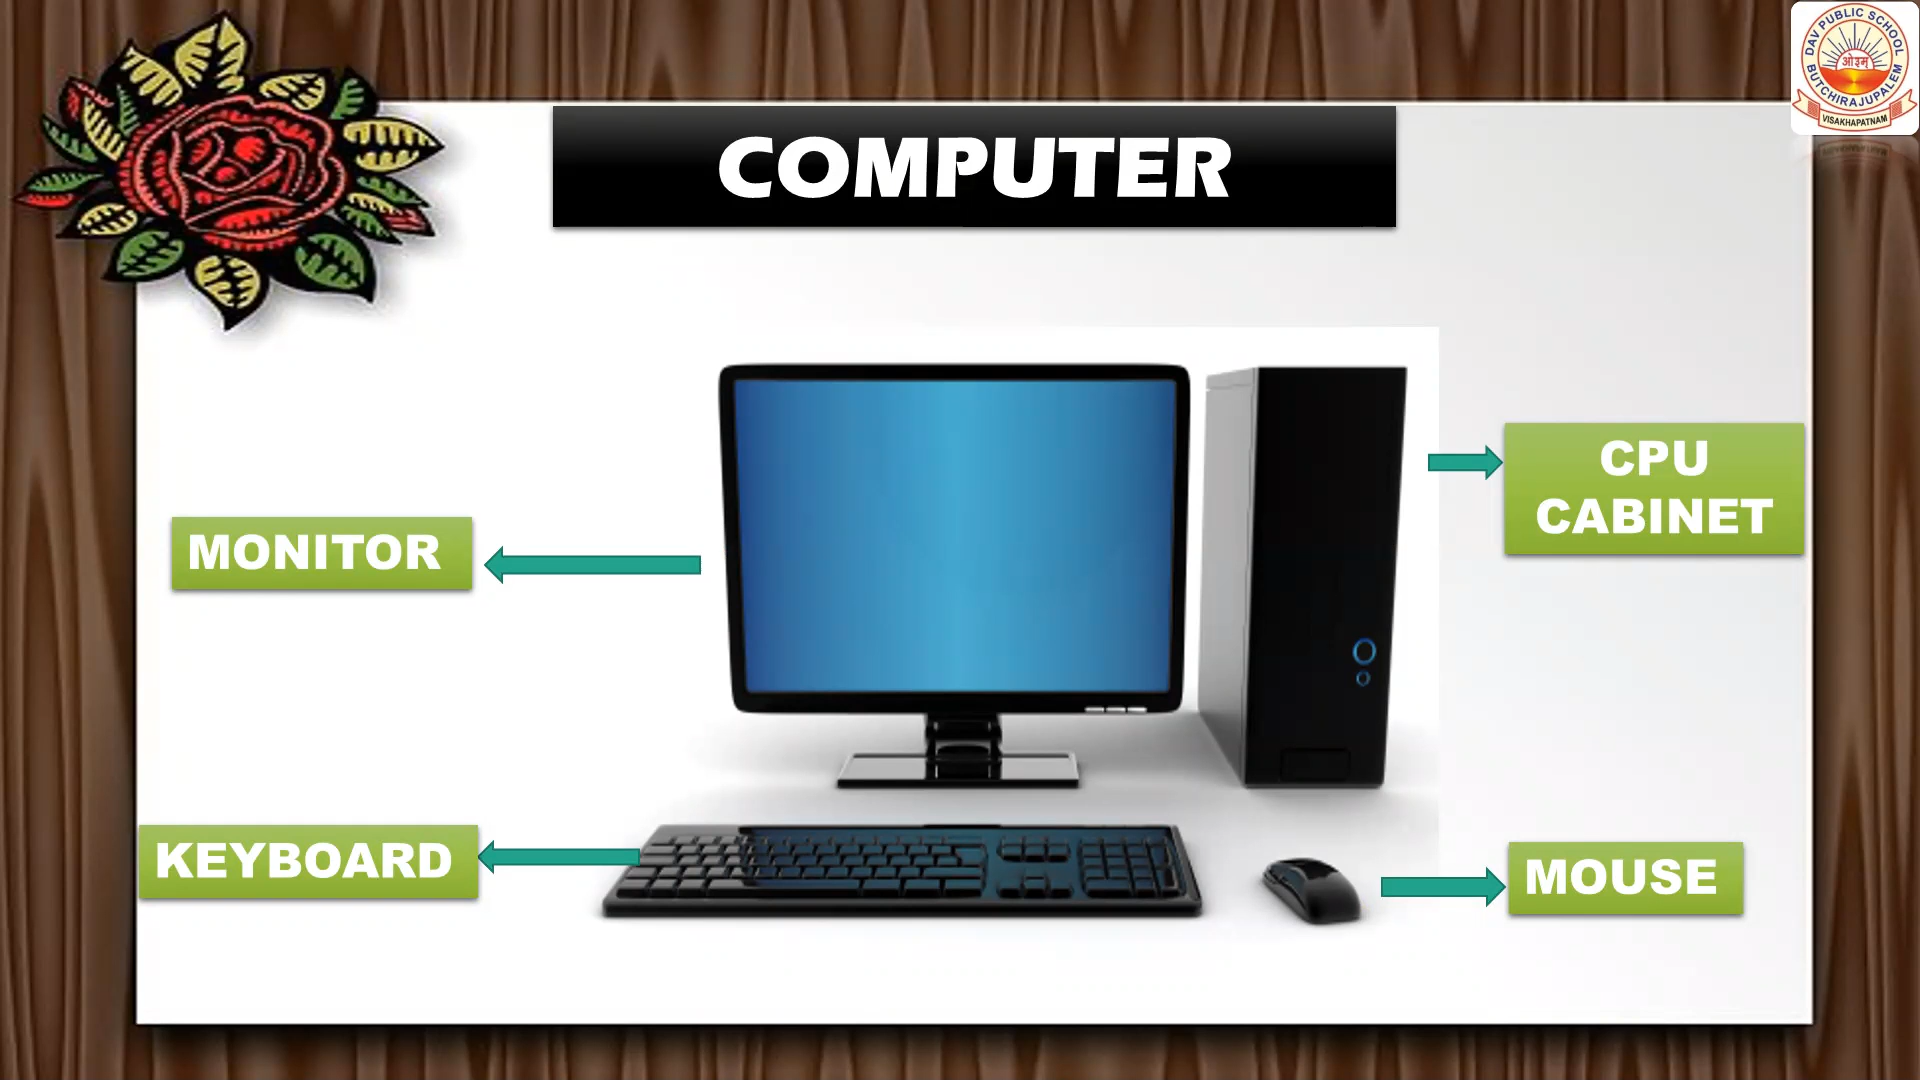 DAV PUBLIC SCHOOL
ओ३म्
BUTCHIRAJUPALEM
VISAKHAPATNAM
COMPUTER
CPU
CABINET
MONITOR
KEYBOARD
MOUSE